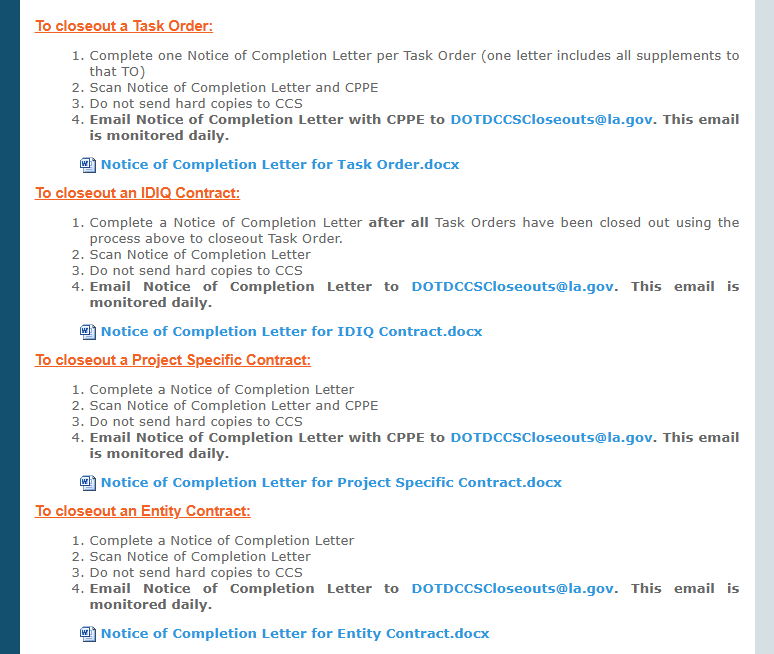 To closeout a Task Order:
1. Complete one Notice of Completion Letter per Task Order (one letter includes all supplements to
that TO)
2. Scan Notice of Completion Letter and CPPE
3. Do not send hard copies to CCS
4. Email Notice of Completion Letter with CPPE to DOTDCCSCloseouts@la.gov. This email
is monitored daily.
Notice of Completion Letter for Task Order.docx
To closeout an IDIQ Contract:
1. Complete a Notice of Completion Letter after all Task Orders have been closed out using the
process above to closeout Task Order.
2. Scan Notice of Completion Letter
3. Do not send hard copies to CCS
4. Email Notice of Completion Letter to DOTDCCSCloseouts@la.gov. This email is
monitored daily.
Notice of Completion Letter for IDIQ Contract.docx
To closeout a Project Specific Contract:
1. Complete a Notice of Completion Letter
2. Scan Notice of Completion Letter and CPPE
3. Do not send hard copies to CCS
4. Email Notice of Completion Letter with CPPE to DOTDCCSCloseouts@la.gov. This email
is monitored daily.
Notice of Completion Letter for Project Specific Contract.docx
To closeout an Entity Contract:
1. Complete a Notice of Completion Letter
2. Scan Notice of Completion Letter
3. Do not send hard copies to CCS
4. Email Notice of Completion Letter to DOTDCCSCloseouts@la.gov. This email is
monitored daily.
Notice of Completion Letter for Entity Contract.docx